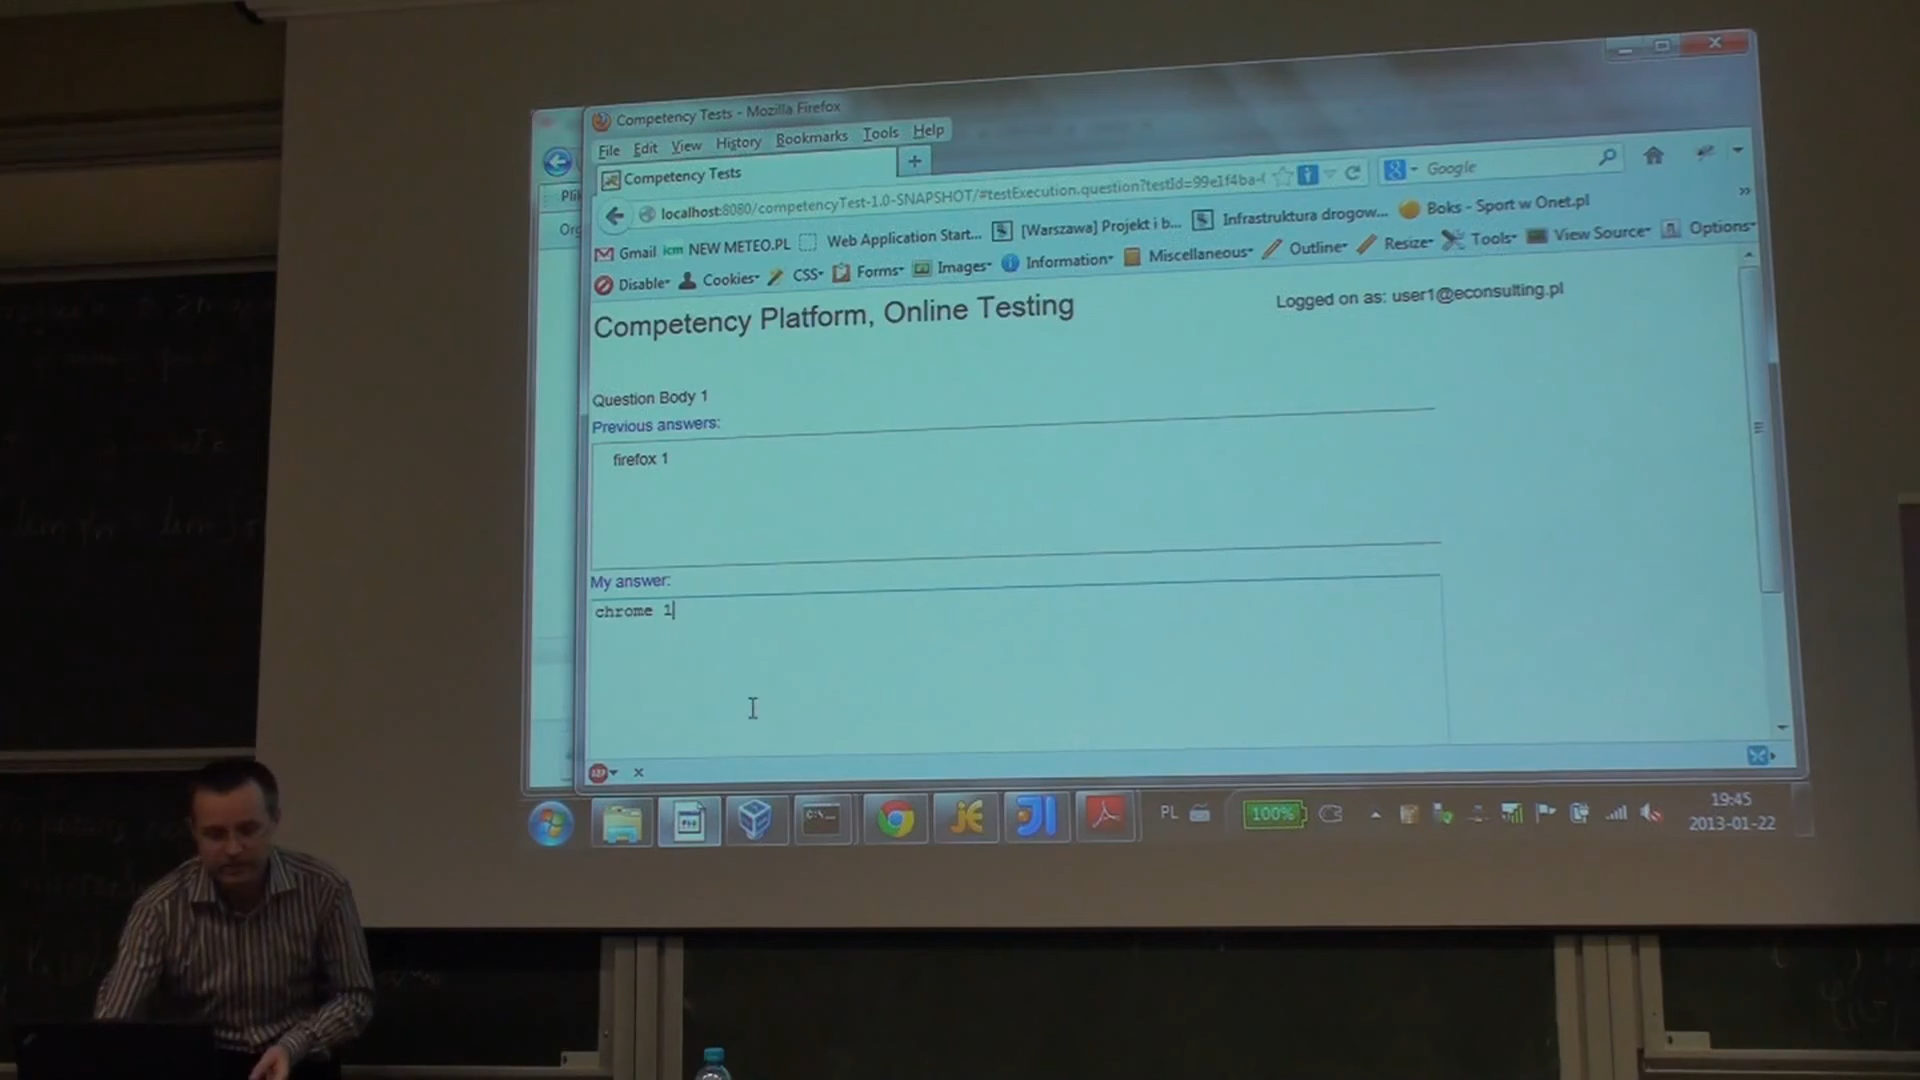 Competency Tests - Mozilla Firefox
File Edit View History Bookmarks Tools Help
Competency Tests
localhost:8080/competencyTest-1.0-SNAPSHOT/#testExecution.question?testId=99e1f4ba-
Google
Gmail icm NEW METEO.PL Web Application Start... [Warszawa] Projekt i b... Infrastruktura drogow... Boks - Sport w Onet.pl
Disable Cookies CSS Forms Images Information Miscellaneous Outline Resize Tools View Source Options
Competency Platform, Online Testing
Logged on as: user1@econsulting.pl
Question Body 1
Previous answers:
firefox 1
My answer:
chrome 1
ABP
PL
100%
19:45
2013-01-22